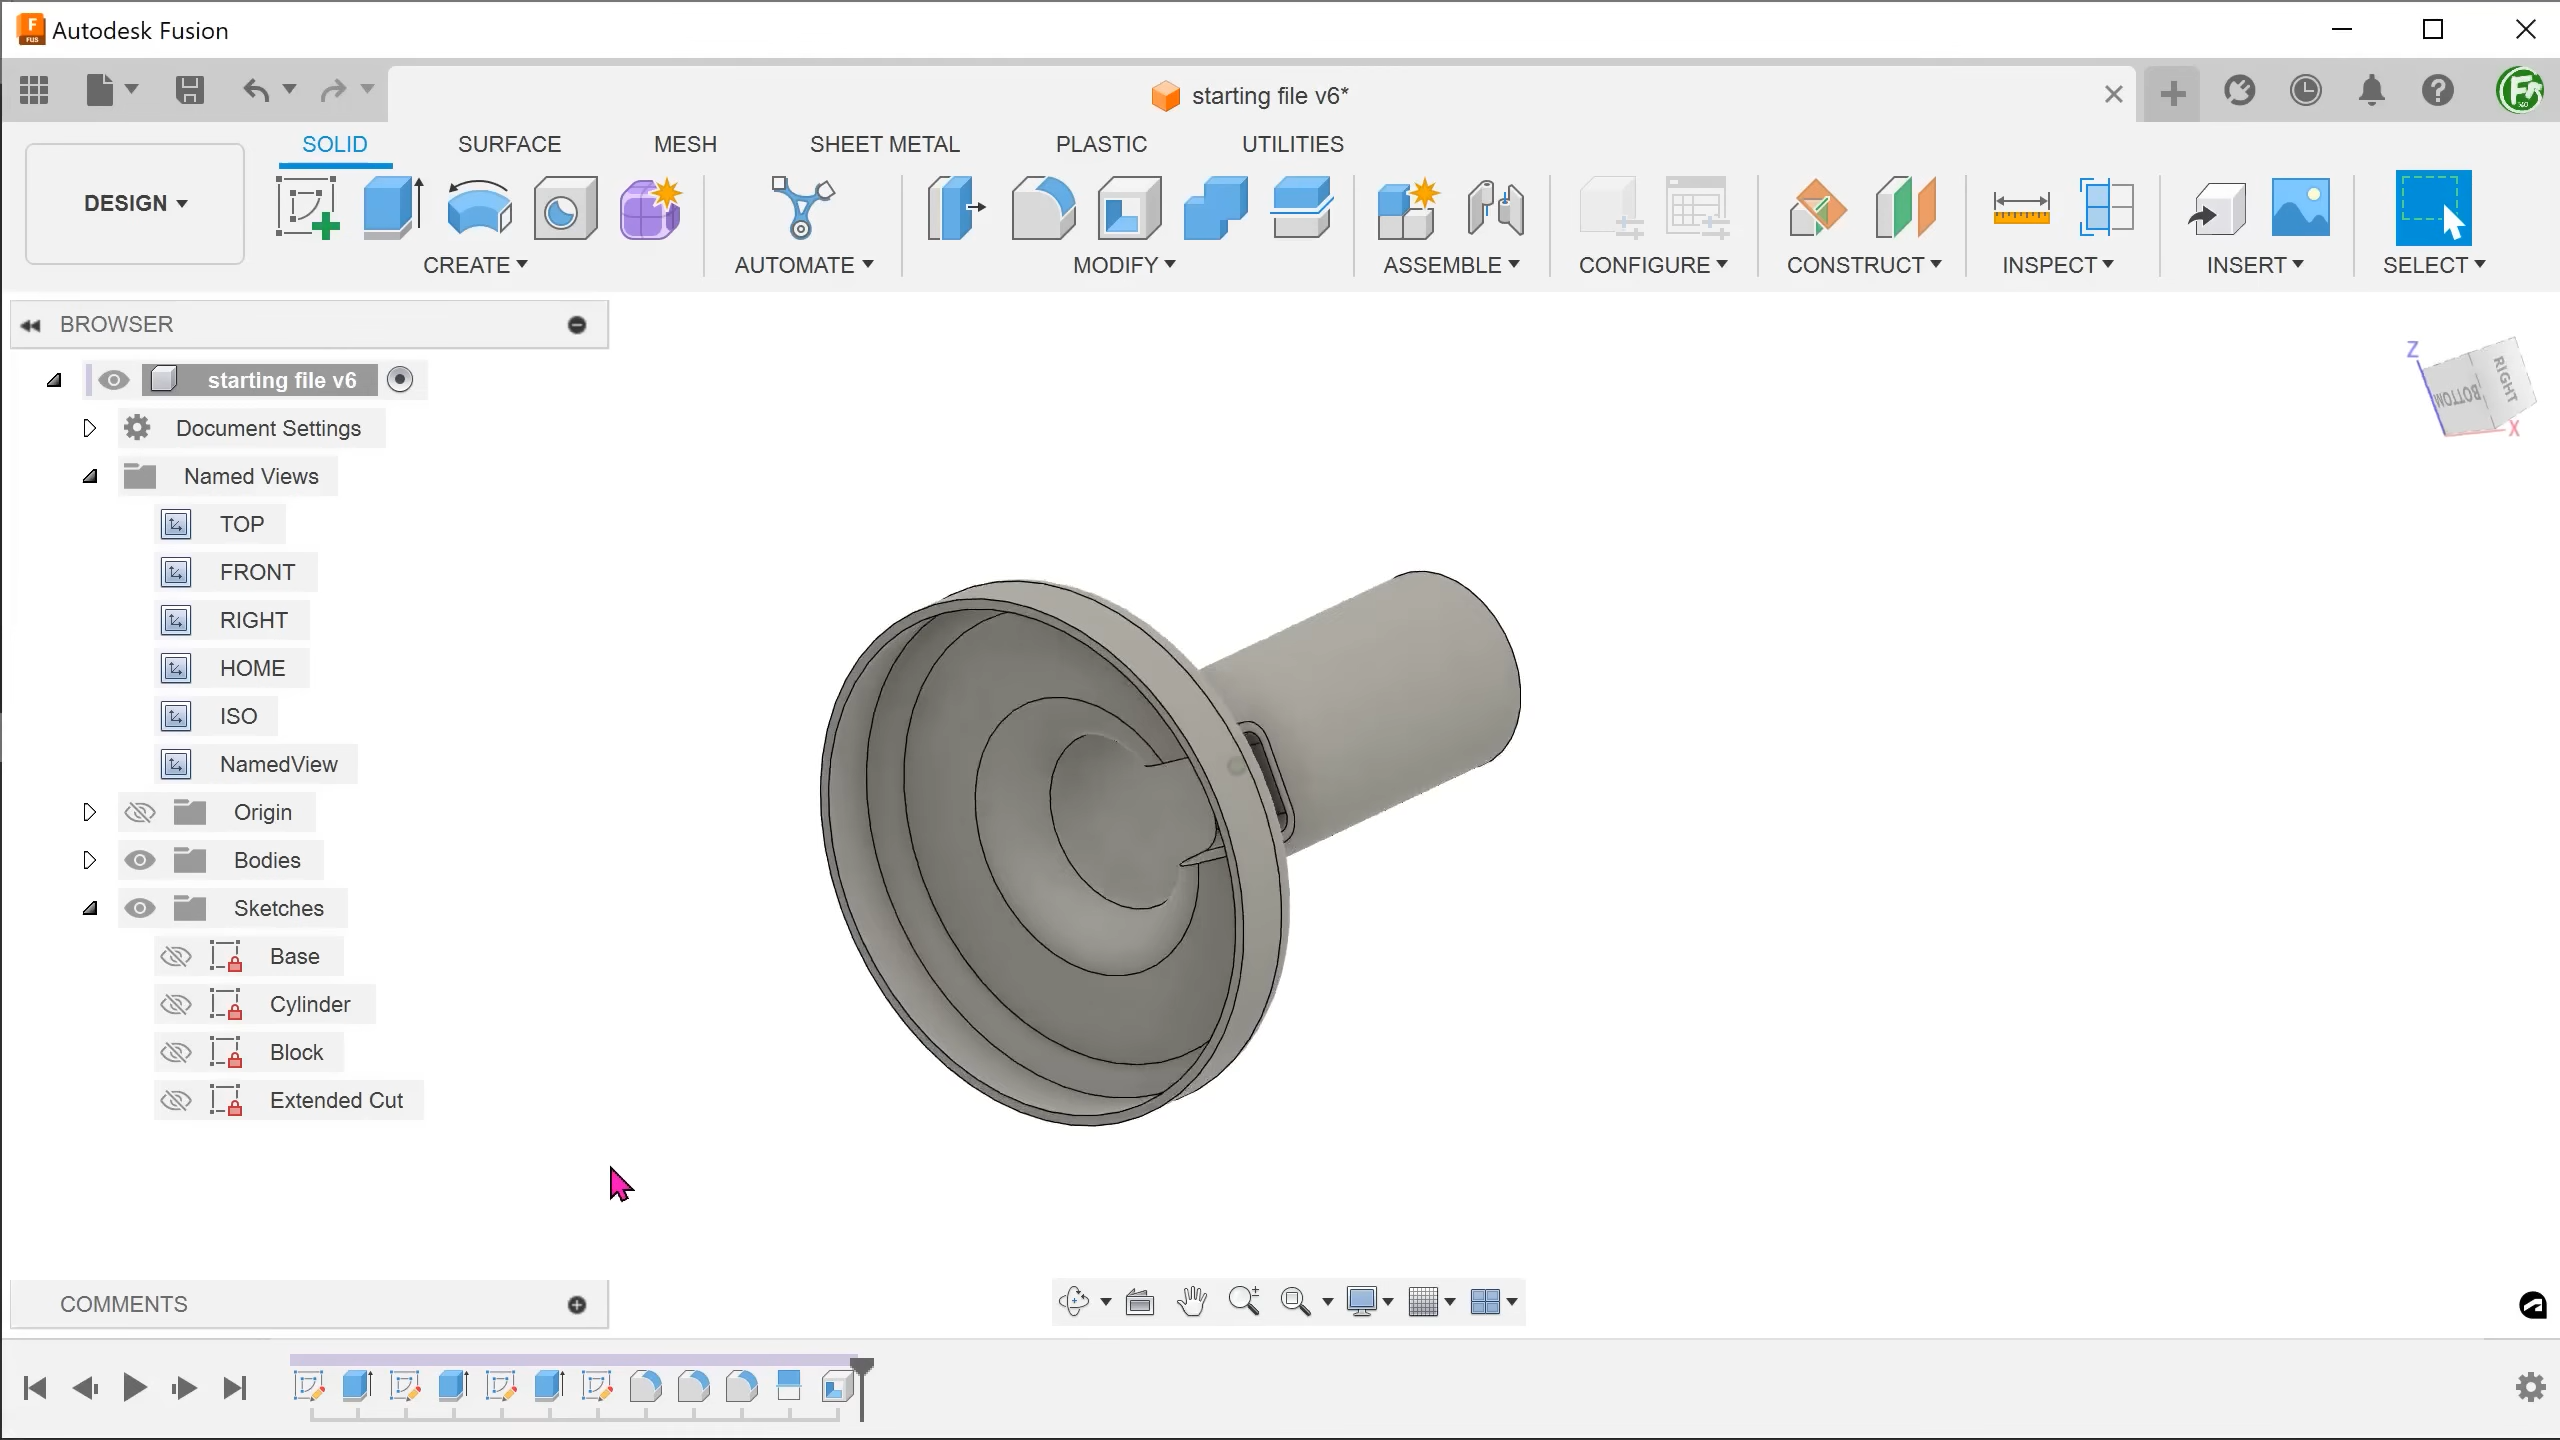 Autodesk Fusion
starting file v6*
SOLID SURFACE MESH SHEET METAL PLASTIC UTILITIES
DESIGN
CREATE AUTOMATE MODIFY ASSEMBLE CONFIGURE CONSTRUCT INSPECT INSERT SELECT
BROWSER
starting file v6
Document Settings
Named Views
TOP
FRONT
RIGHT
HOME
ISO
NamedView
Origin
Bodies
Sketches
Base
Cylinder
Block
Extended Cut
Z
BOTTOM
RIGHT
X
COMMENTS